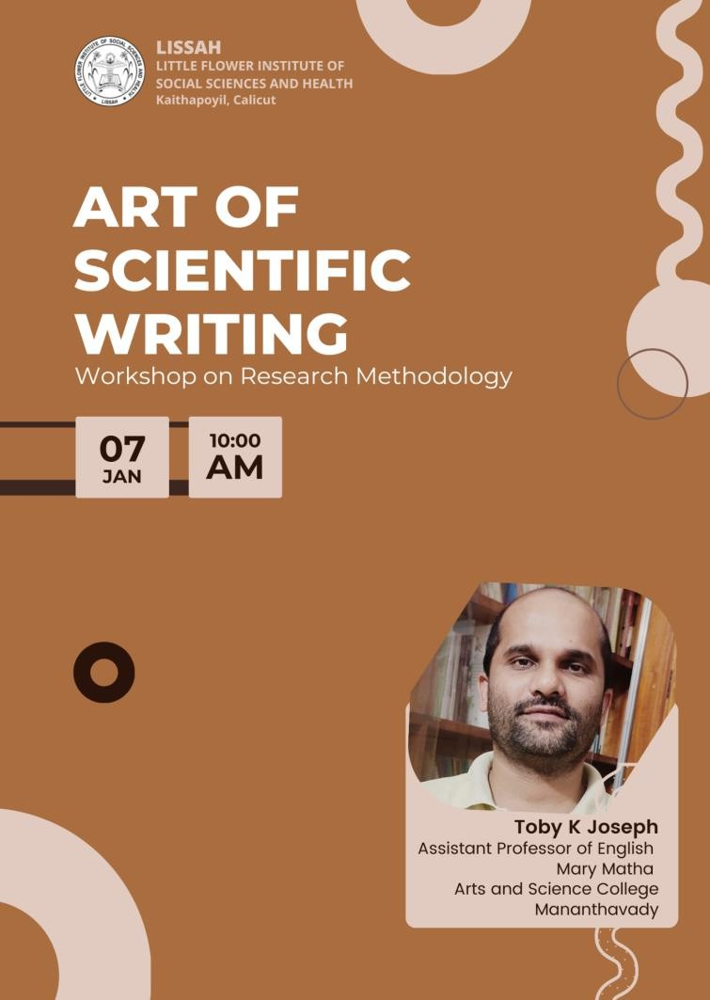 LITTLE FLOWER INSTITUTE OF SOCIAL SCIENCES AND HEALTH
LISSAH
LISSAH
LITTLE FLOWER INSTITUTE OF
SOCIAL SCIENCES AND HEALTH
Kaithapoyil, Calicut
ART OF
SCIENTIFIC
WRITING
Workshop on Research Methodology
07
JAN
10:00
AM
Toby K Joseph
Assistant Professor of English
Mary Matha
Arts and Science College
Mananthavady